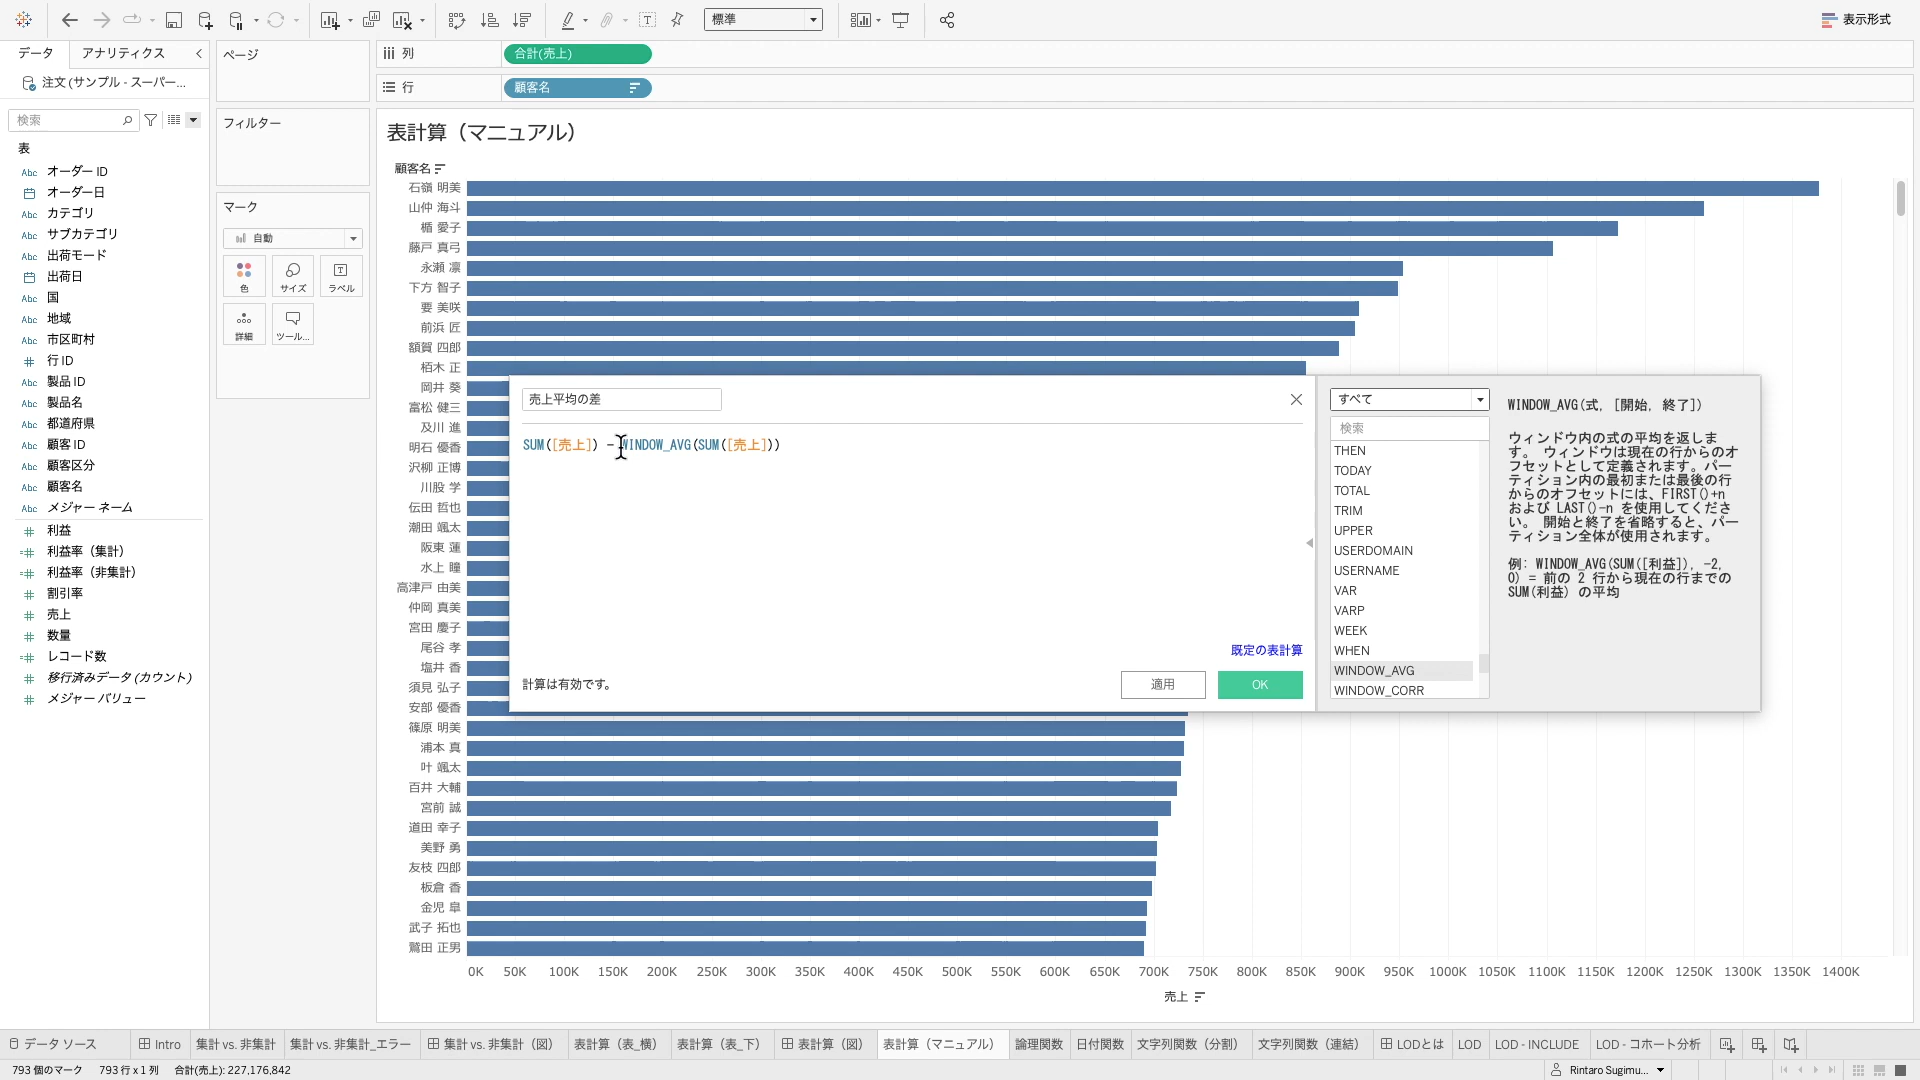 標準
表示形式
データ
アナリティクス
注文 (サンプル - スーパー...
検索
表
Abc オーダー ID
オーダー日
Abc カテゴリ
Abc サブカテゴリ
Abc 出荷モード
出荷日
Abc 国
Abc 地域
Abc 市区町村
# 行 ID
Abc 製品 ID
Abc 製品名
Abc 都道府県
Abc 顧客 ID
Abc 顧客区分
Abc 顧客名
Abc メジャー ネーム
# 利益
=# 利益率（集計）
=# 利益率（非集計）
# 割引率
# 売上
# 数量
=# レコード数
# 移行済みデータ (カウント)
# メジャー バリュー
ページ
フィルター
マーク
自動
色
サイズ
ラベル
詳細
ツール...
列
合計(売上)
行
顧客名
表計算（マニュアル）
顧客名
石嶺 明美
山仲 海斗
楯 愛子
藤戸 真弓
永瀬 凛
下方 智子
要 美咲
前浜 匠
額賀 四郎
栢木 正
岡井 葵
富松 健三
及川 進
明石 優香
沢柳 正博
川股 学
伝田 哲也
潮田 颯太
阪東 蓮
水上 瞳
高津戸 由美
仲岡 真美
宮田 慶子
尾谷 孝
塩井 香
須見 弘子
安部 優香
篠原 明美
浦本 真
叶 颯太
百井 大輔
宮前 誠
道田 幸子
美野 勇
友枝 四郎
板倉 香
金児 皐
武子 拓也
鷲田 正男
0K 50K 100K 150K 200K 250K 300K 350K 400K 450K 500K 550K 600K 650K 700K 750K 800K 850K 900K 950K 1000K 1050K 1100K 1150K 1200K 1250K 1300K 1350K 1400K
売上
売上平均の差
SUM([売上]) - WINDOW_AVG(SUM([売上]))
既定の表計算
計算は有効です。
適用
OK
すべて
検索
THEN
TODAY
TOTAL
TRIM
UPPER
USERDOMAIN
USERNAME
VAR
VARP
WEEK
WHEN
WINDOW_AVG
WINDOW_CORR
WINDOW_AVG(式, [開始, 終了])
ウィンドウ内の式の平均を返しま
す。 ウィンドウは現在の行からのオ
フセットとして定義されます。パー
ティション内の最初または最後の行
からのオフセットには、FIRST()+n
および LAST()-n を使用してくださ
い。 開始と終了を省略すると、パー
ティション全体が使用されます。
例: WINDOW_AVG(SUM([利益]), -2,
0) = 前の 2 行から現在の行までの
SUM(利益) の平均
データ ソース
Intro
集計 vs. 非集計
集計 vs. 非集計_エラー
集計 vs. 非集計（図）
表計算（表_横）
表計算（表_下）
表計算（図）
表計算（マニュアル）
論理関数
日付関数
文字列関数（分割）
文字列関数（連結）
LODとは
LOD
LOD - INCLUDE
LOD - コホート分析
793 個のマーク 793 行 x 1 列 合計(売上): 227,176,842
Rintaro Sugimu...